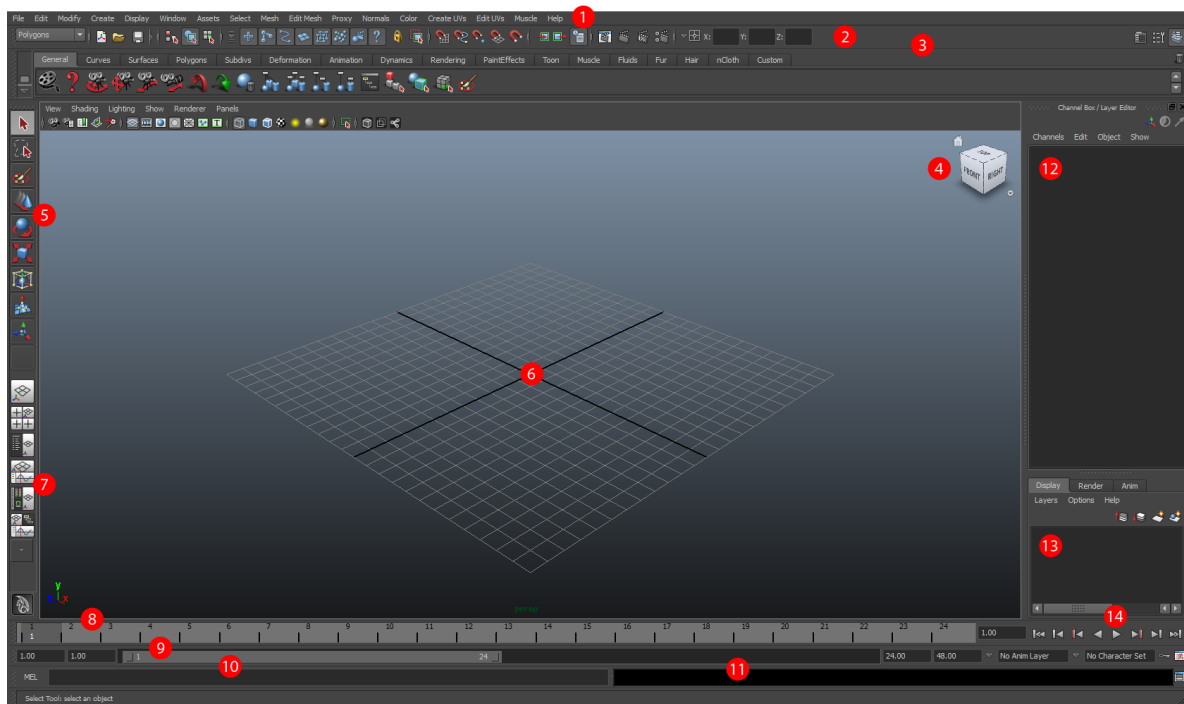 File Edit Modify Create Display Window Assets Select Mesh Edit Mesh Proxy Normals Color Create UVs Edit UVs Muscle Help
1
Polygons X: Y: Z:
2
3
General Curves Surfaces Polygons Subdivs Deformation Animation Dynamics Rendering PaintEffects Toon Muscle Fluids Fur Hair nCloth Custom
View Shading Lighting Show Renderer Panels
Channel Box / Layer Editor
Channels Edit Object Show
4
TOP
FRONT RIGHT
12
5
6
7
Display Render Anim
Layers Options Help
13
y
x
persp
8
14
1 2 3 4 5 6 7 8 9 10 11 12 13 14 15 16 17 18 19 20 21 22 23 24
1 1.00
9
1.00 1.00 1 24 24.00 48.00 No Anim Layer No Character Set
10
11
MEL
Select Tool: select an object